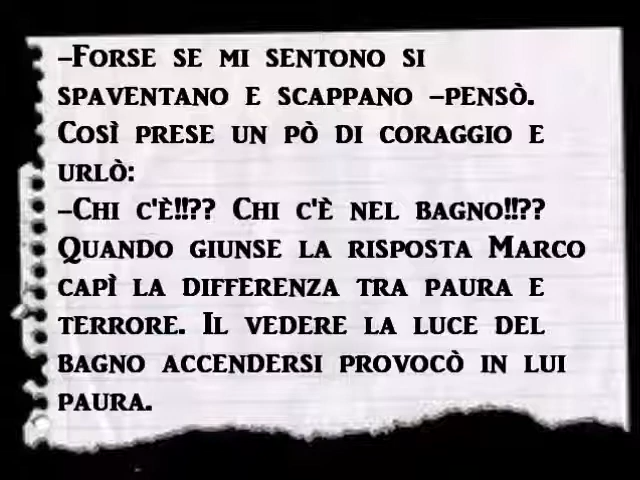 –Forse se mi sentono si
spaventano e scappano –pensò.
Così prese un pò di coraggio e
urlò:
–Chi c'è!!?? Chi c'è nel bagno!!??
Quando giunse la risposta Marco
capì la differenza tra paura e
terrore. Il vedere la luce del
bagno accendersi provocò in lui
paura.